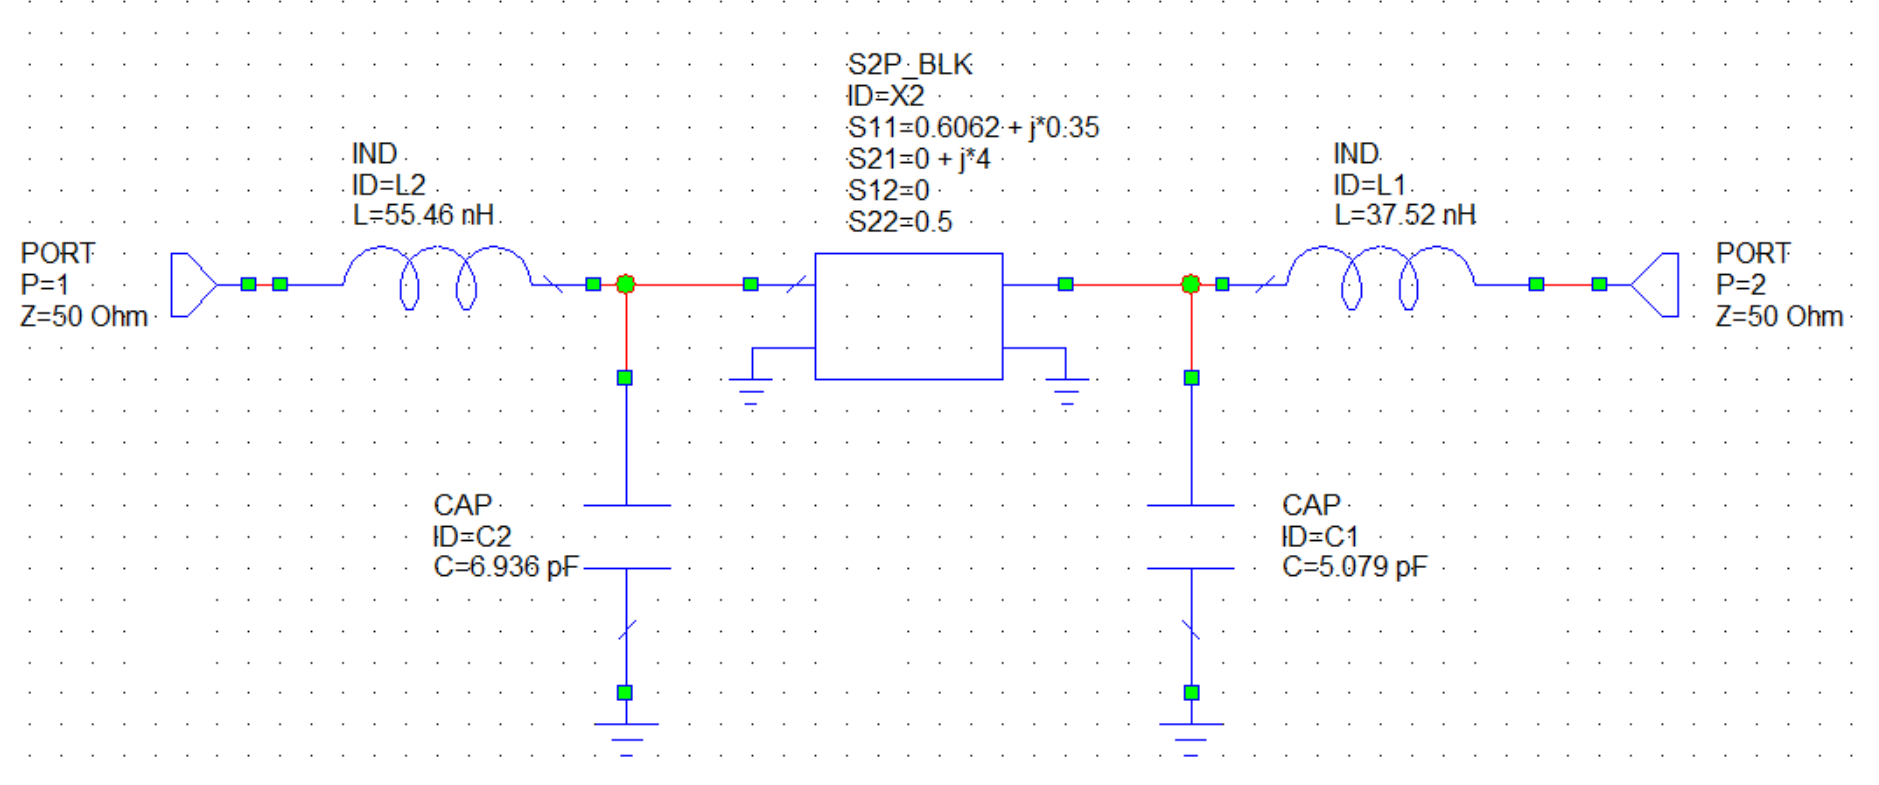 S2P_BLK
ID=X2
S11=0.6062 + j*0.35
S21=0 + j*4
S12=0
S22=0.5
IND
ID=L2
L=55.46 nH
IND
ID=L1
L=37.52 nH
PORT
P=1
Z=50 Ohm
PORT
P=2
Z=50 Ohm
CAP
ID=C2
C=6.936 pF
CAP
ID=C1
C=5.079 pF